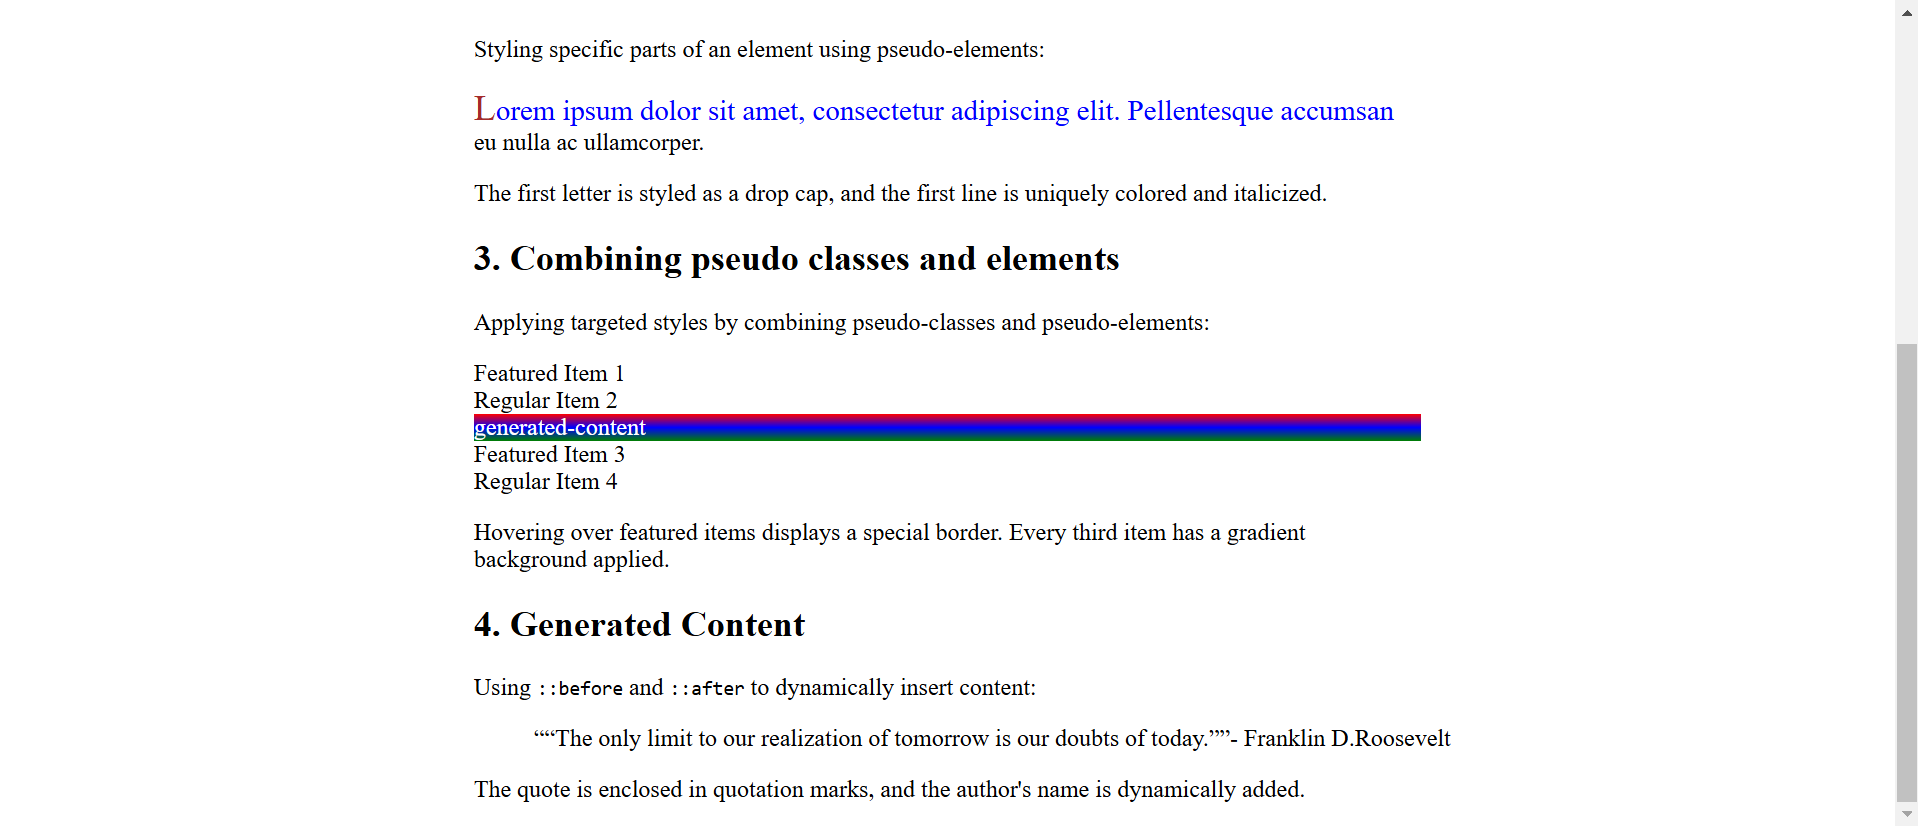 Styling specific parts of an element using pseudo-elements:
Lorem ipsum dolor sit amet, consectetur adipiscing elit. Pellentesque accumsan
eu nulla ac ullamcorper.
The first letter is styled as a drop cap, and the first line is uniquely colored and italicized.
3. Combining pseudo classes and elements
Applying targeted styles by combining pseudo-classes and pseudo-elements:
Featured Item 1
Regular Item 2
generated-content
Featured Item 3
Regular Item 4
Hovering over featured items displays a special border. Every third item has a gradient
background applied.
4. Generated Content
Using ::before and ::after to dynamically insert content:
““The only limit to our realization of tomorrow is our doubts of today.””- Franklin D.Roosevelt
The quote is enclosed in quotation marks, and the author's name is dynamically added.